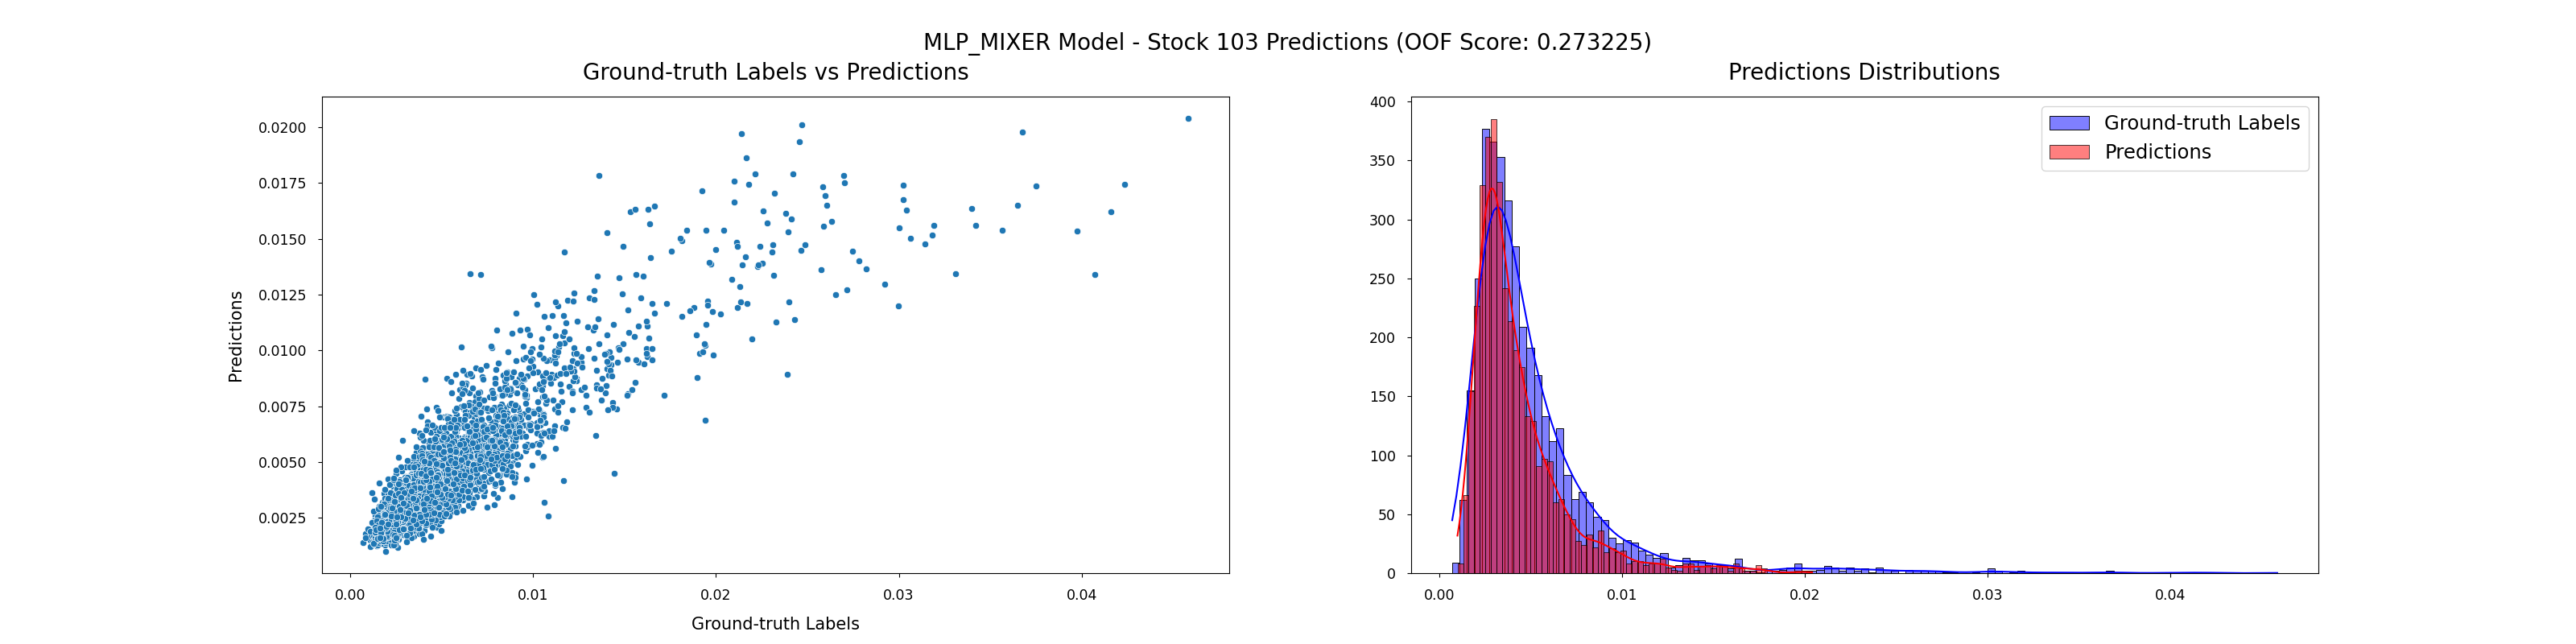 MLP_MIXER Model - Stock 103 Predictions (OOF Score: 0.273225)
Ground-truth Labels vs Predictions
Predictions
0.0200
0.0175
0.0150
0.0125
0.0100
0.0075
0.0050
0.0025
0.00 0.01 0.02 0.03 0.04
Ground-truth Labels
Predictions Distributions
Ground-truth Labels
Predictions
400
350
300
250
200
150
100
50
0
0.00 0.01 0.02 0.03 0.04